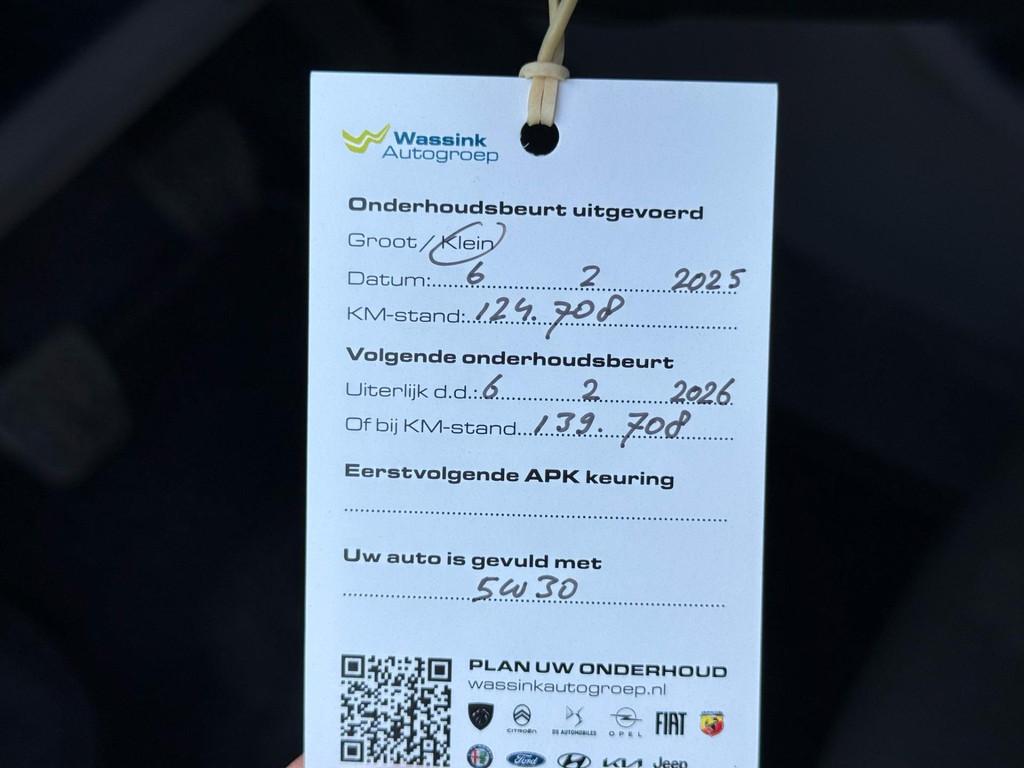 Wassink
Autogroep
Onderhoudsbeurt uitgevoerd
Groot / Klein
Datum:........6............2............2025
KM-stand:..124.708........................
Volgende onderhoudsbeurt
Uiterlijk d.d.:6............2............2026
Of bij KM-stand...139.708...........
Eerstvolgende APK keuring
Uw auto is gevuld met
5W30
PLAN UW ONDERHOUD
wassinkautogroep.nl
CITROËN DS AUTOMOBILES OPEL FIAT
Ford KIA Jeep